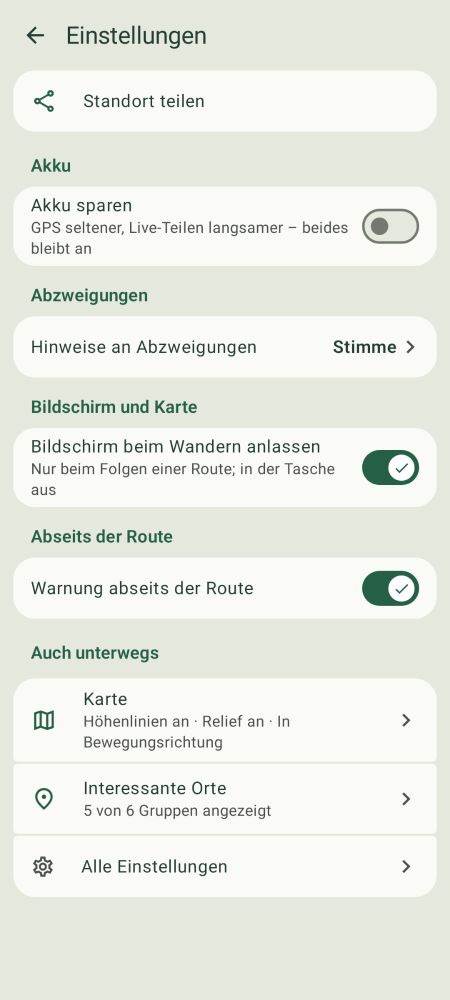 Einstellungen
Standort teilen
Akku
Akku sparen
GPS seltener, Live-Teilen langsamer – beides
bleibt an
Abzweigungen
Hinweise an Abzweigungen
Stimme
Bildschirm und Karte
Bildschirm beim Wandern anlassen
Nur beim Folgen einer Route; in der Tasche
aus
Abseits der Route
Warnung abseits der Route
Auch unterwegs
Karte
Höhenlinien an · Relief an · In
Bewegungsrichtung
Interessante Orte
5 von 6 Gruppen angezeigt
Alle Einstellungen